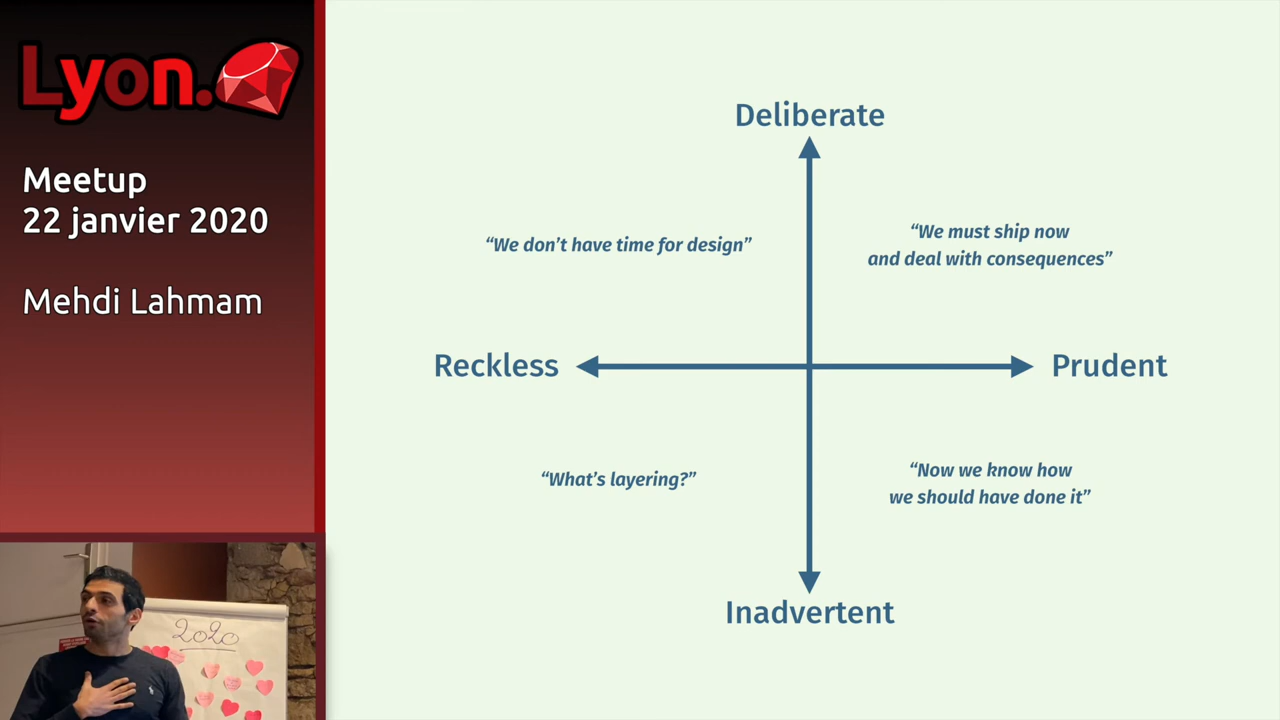 Lyon.
Meetup
22 janvier 2020
Mehdi Lahmam
Deliberate
“We don’t have time for design”
“We must ship now
and deal with consequences”
Reckless
Prudent
“What’s layering?”
“Now we know how
we should have done it”
Inadvertent
2020